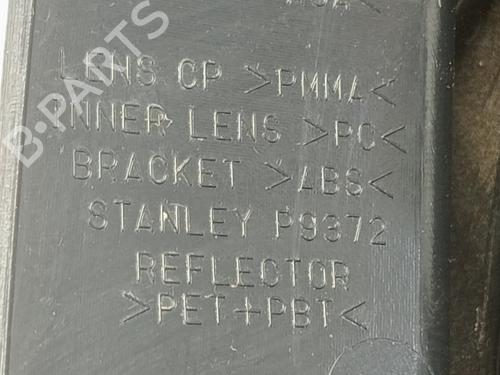 LENS CP >PMMA<
INNER LENS >PC<
BRACKET >ABS<
STANLEY P9372
REFLECTOR
>PET+PBT<
B-PARTS